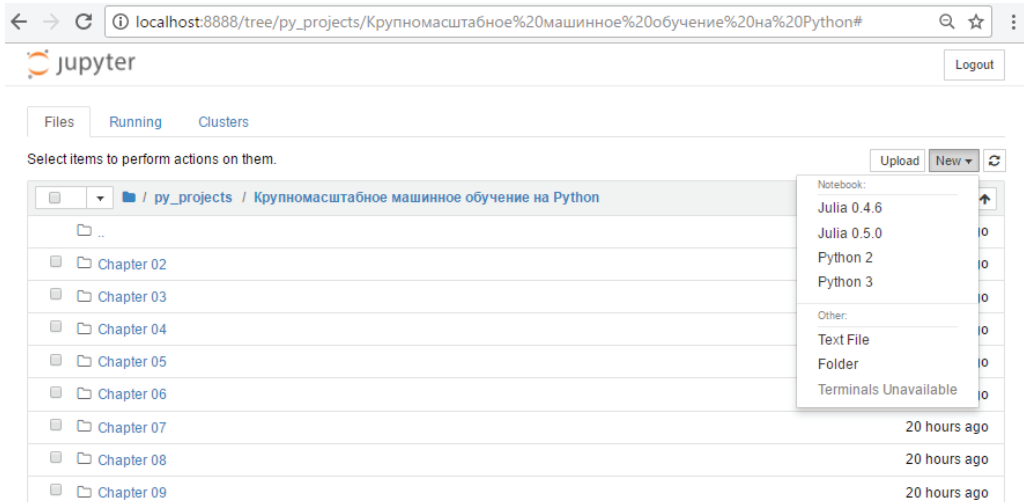 localhost:8888/tree/py_projects/Крупномасштабное%20машинное%20обучение%20на%20Python#
jupyter
Logout
Files Running Clusters
Select items to perform actions on them.
Upload New
/ py_projects / Крупномасштабное машинное обучение на Python
Notebook:
Julia 0.4.6
Julia 0.5.0
Python 2
Python 3
Other:
Text File
Folder
Terminals Unavailable
..
Chapter 02
Chapter 03
Chapter 04
Chapter 05
Chapter 06
Chapter 07 20 hours ago
Chapter 08 20 hours ago
Chapter 09 20 hours ago